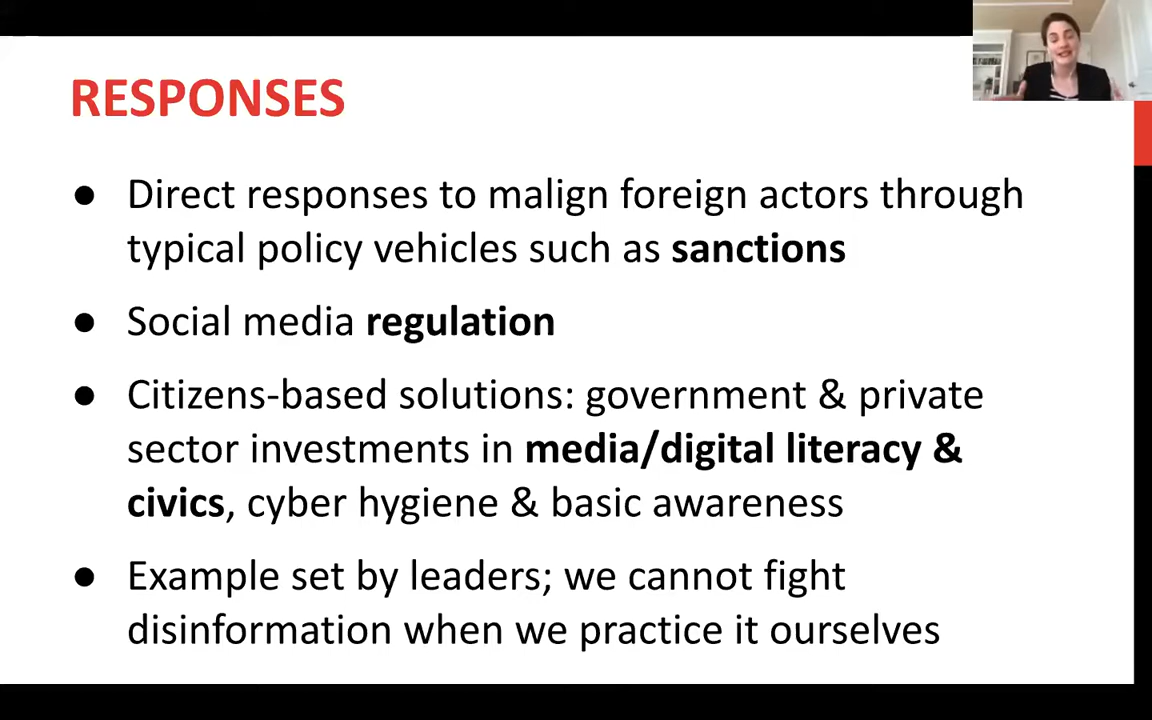 RESPONSES
● Direct responses to malign foreign actors through
typical policy vehicles such as sanctions
● Social media regulation
● Citizens-based solutions: government & private
sector investments in media/digital literacy &
civics, cyber hygiene & basic awareness
● Example set by leaders; we cannot fight
disinformation when we practice it ourselves